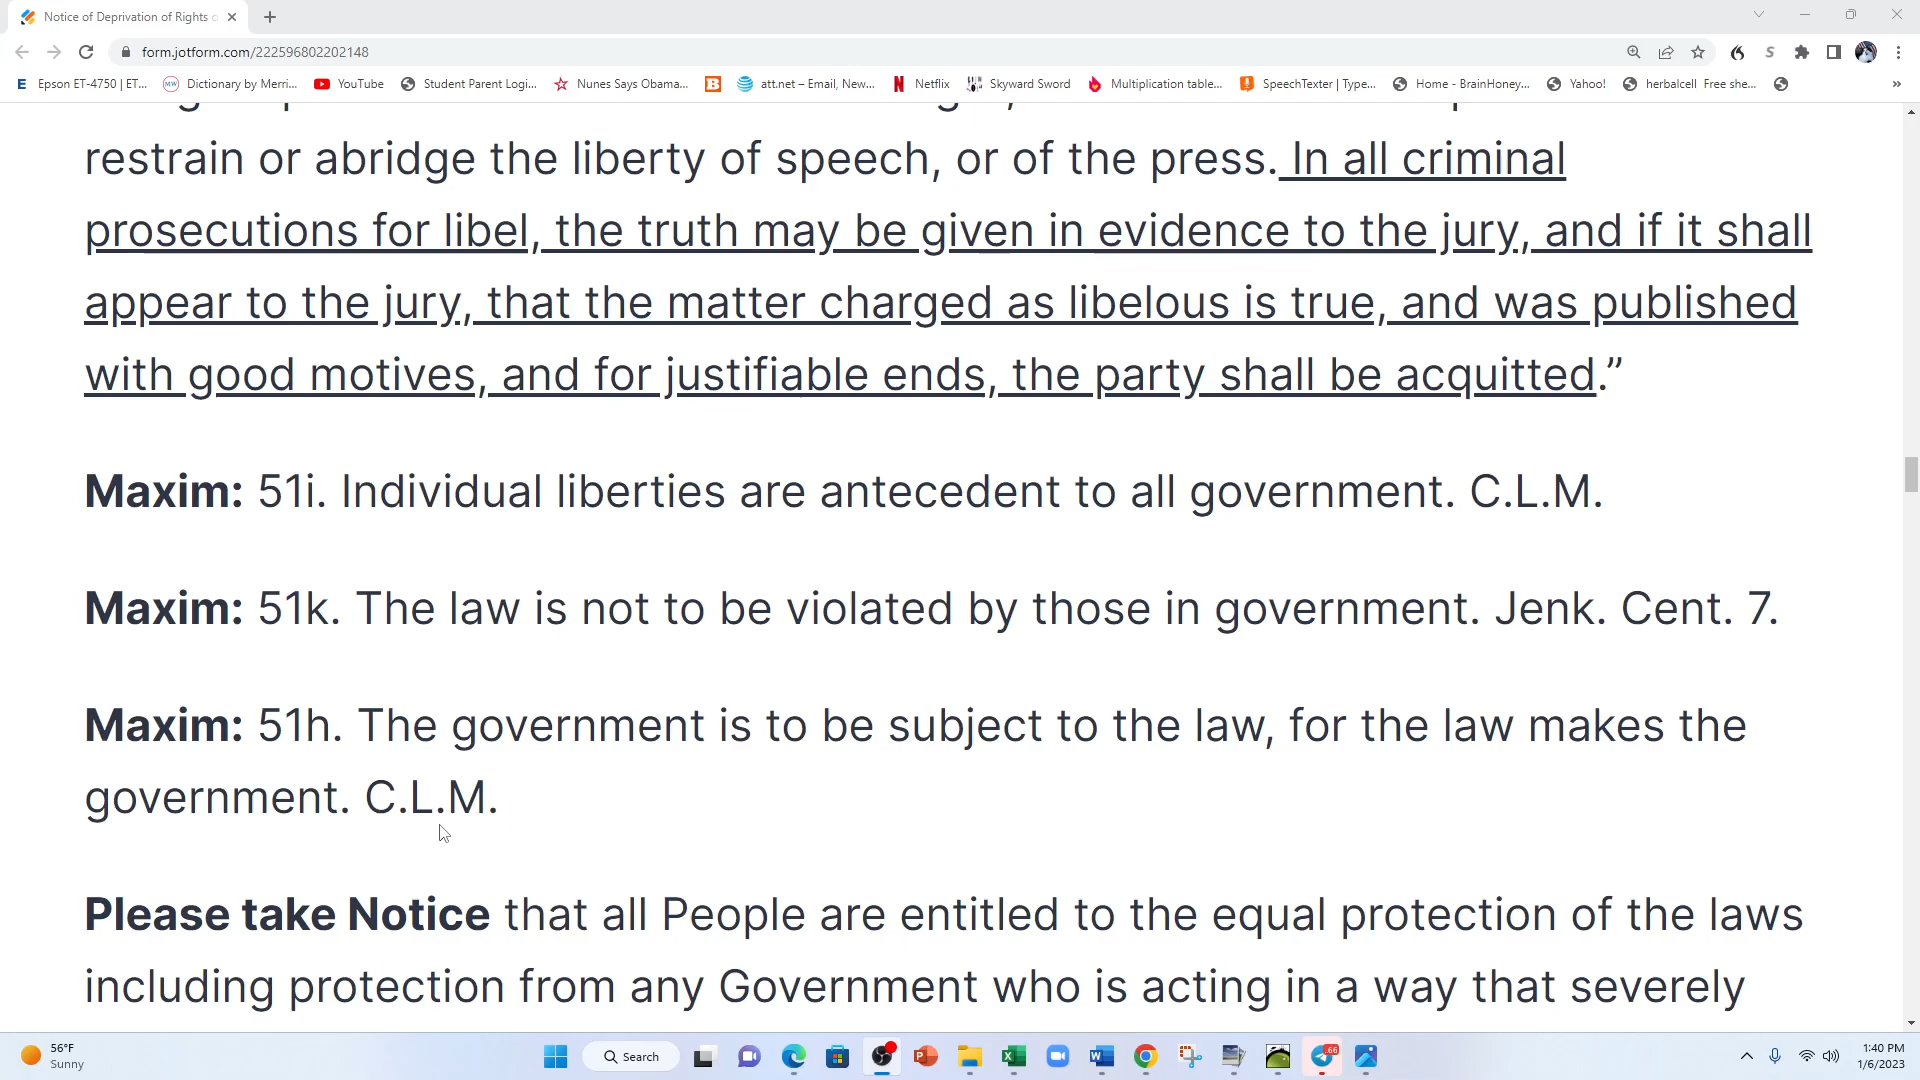 Notice of Deprivation of Rights
form.jotform.com/222596802202148
Epson ET-4750 | ET... Dictionary by Merri... YouTube Student Parent Logi... Nunes Says Obama... att.net – Email, New... Netflix Skyward Sword Multiplication table... SpeechTexter | Type... Home - BrainHoney... Yahoo! herbalcell Free she...
restrain or abridge the liberty of speech, or of the press. In all criminal
prosecutions for libel, the truth may be given in evidence to the jury, and if it shall
appear to the jury, that the matter charged as libelous is true, and was published
with good motives, and for justifiable ends, the party shall be acquitted.”
Maxim: 51i. Individual liberties are antecedent to all government. C.L.M.
Maxim: 51k. The law is not to be violated by those in government. Jenk. Cent. 7.
Maxim: 51h. The government is to be subject to the law, for the law makes the
government. C.L.M.
Please take Notice that all People are entitled to the equal protection of the laws
including protection from any Government who is acting in a way that severely
56°F
Sunny
Search
66
1:40 PM
1/6/2023